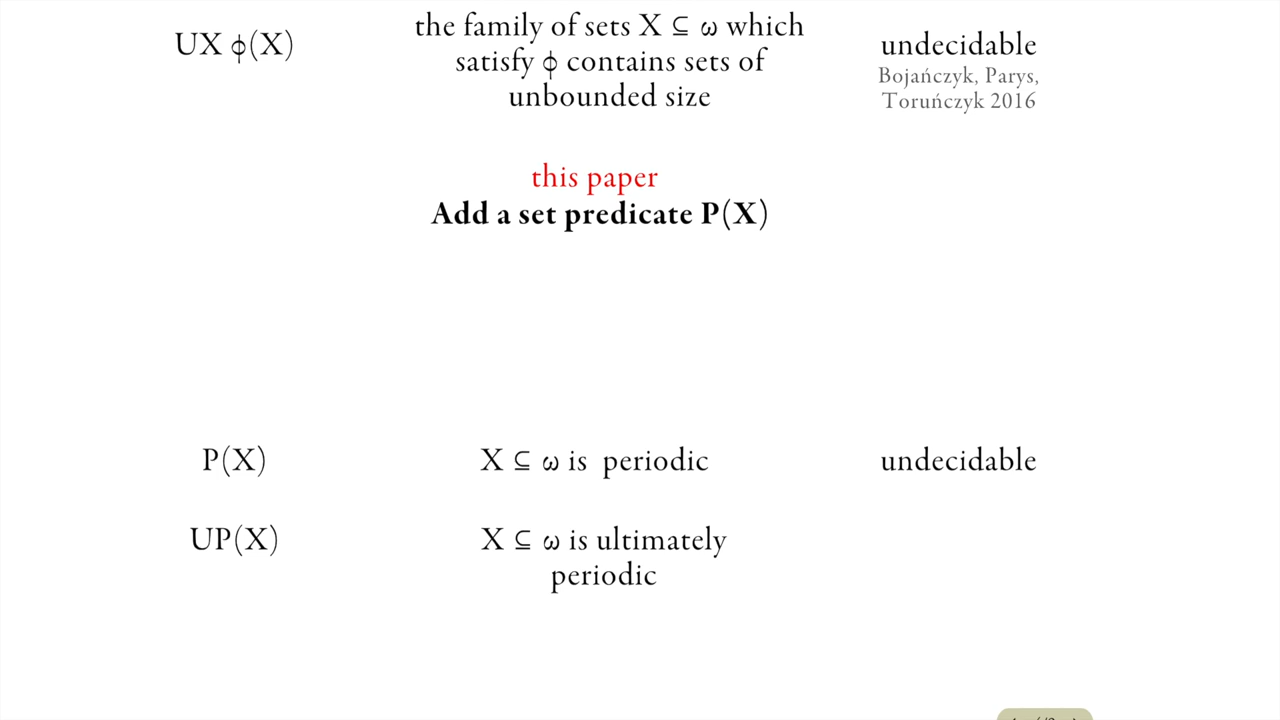 UX ϕ(X)
the family of sets X ⊆ ω which
satisfy ϕ contains sets of
unbounded size
undecidable
Bojańczyk, Parys,
Toruńczyk 2016
this paper
Add a set predicate P(X)
P(X)
X ⊆ ω is periodic
undecidable
UP(X)
X ⊆ ω is ultimately
periodic